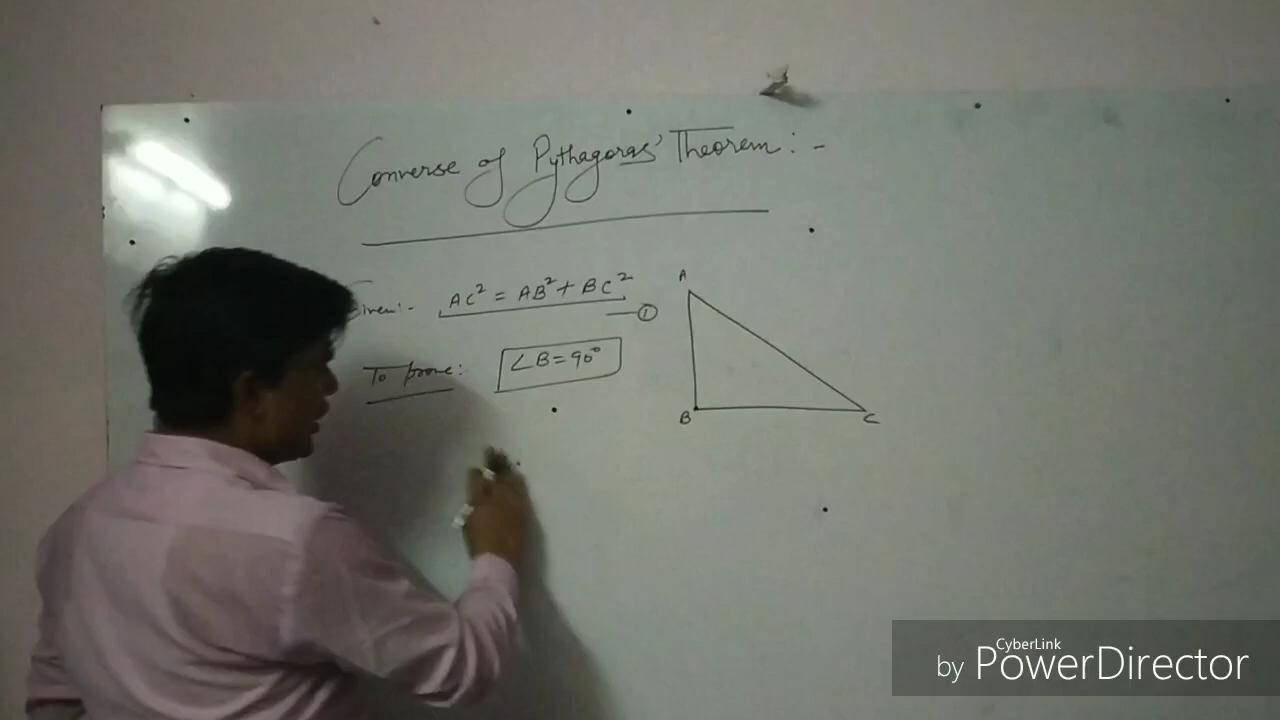 Converse of Pythagoras' Theorem : -
Given:- AC² = AB² + BC²
— ①
To prove: ∠B = 90°
A
B
C
CyberLink
by PowerDirector